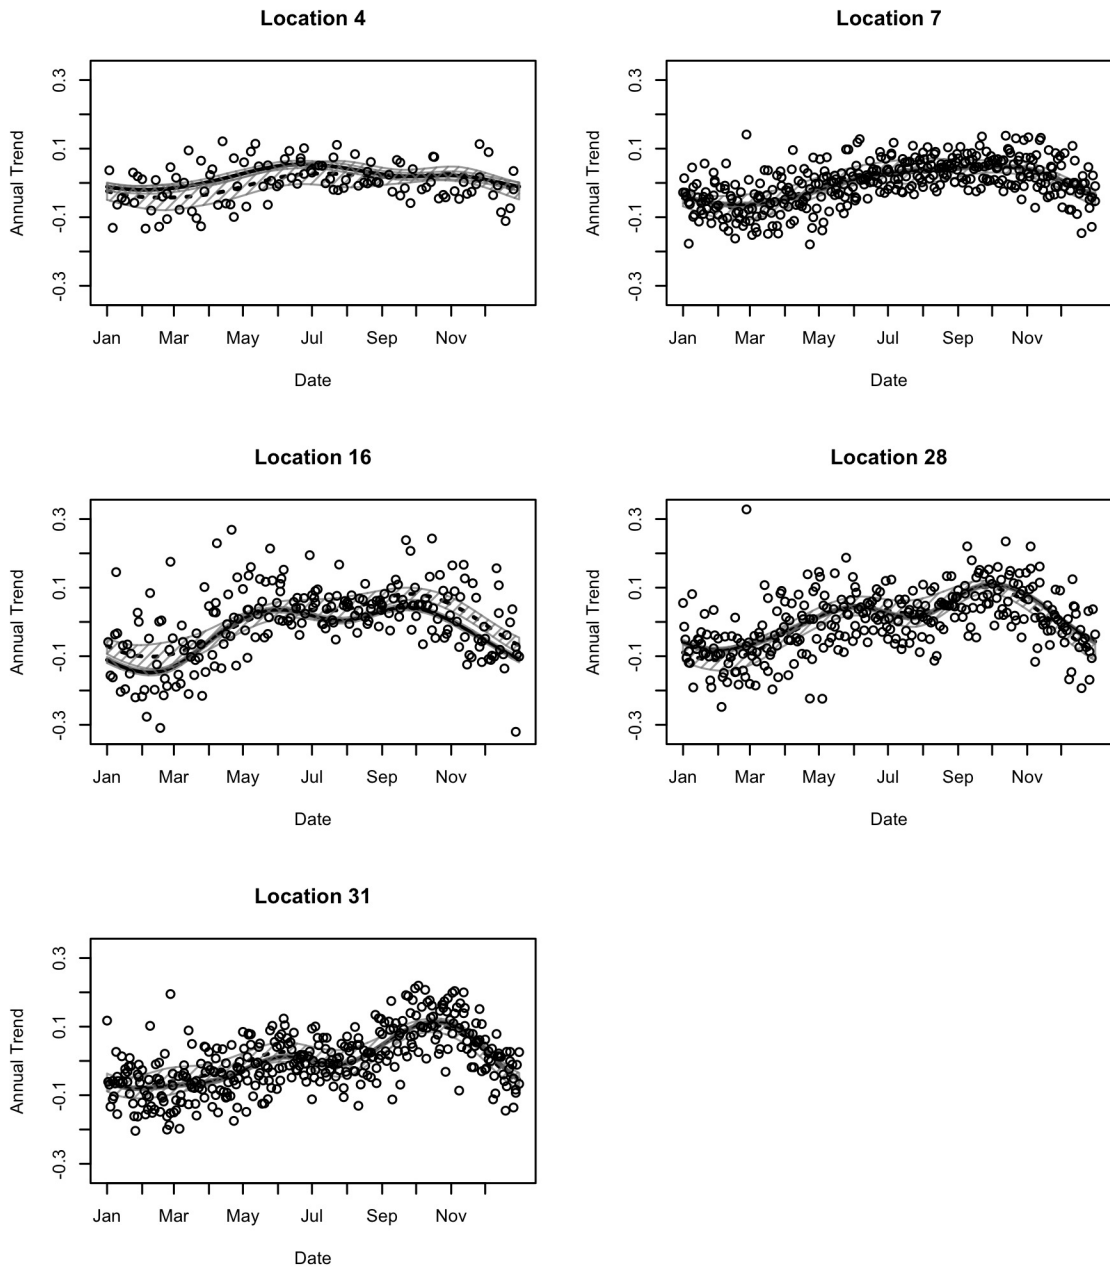 Location 4
Annual Trend
0.3
0.1
-0.1
-0.3
Jan Mar May Jul Sep Nov
Date
Location 7
Annual Trend
0.3
0.1
-0.1
-0.3
Jan Mar May Jul Sep Nov
Date
Location 16
Annual Trend
0.3
0.1
-0.1
-0.3
Jan Mar May Jul Sep Nov
Date
Location 28
Annual Trend
0.3
0.1
-0.1
-0.3
Jan Mar May Jul Sep Nov
Date
Location 31
Annual Trend
0.3
0.1
-0.1
-0.3
Jan Mar May Jul Sep Nov
Date